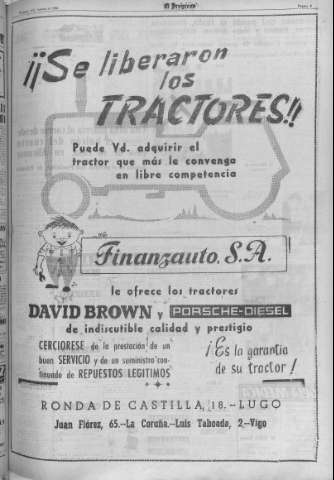 El Progreso
¡¡Se liberaron
los
TRACTORES!!
Puede Vd. adquirir el
tractor que más le convenga
en libre competencia
Finanzauto, S.A.
le ofrece los tractores
DAVID BROWN y PORSCHE-DIESEL
de indiscutible calidad y prestigio
CERCIORESE de la prestación de un
buen SERVICIO y de un suministro con-
tinuado de REPUESTOS LEGITIMOS
¡Es la garantía
de su tractor!
RONDA DE CASTILLA, 18.--LUGO
Juan Flórez, 65.--La Coruña.--Luis Taboada, 2.--Vigo